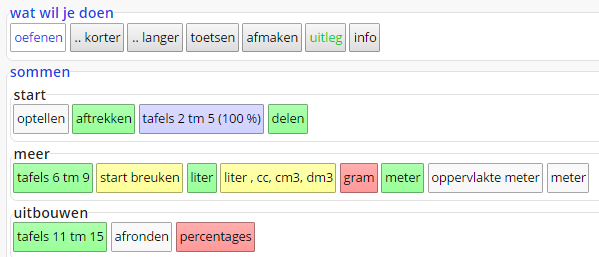 wat wil je doen
oefenen .. korter .. langer toetsen afmaken uitleg info
sommen
start
optellen aftrekken tafels 2 tm 5 (100 %) delen
meer
tafels 6 tm 9 start breuken liter liter , cc, cm3, dm3 gram meter oppervlakte meter meter
uitbouwen
tafels 11 tm 15 afronden percentages